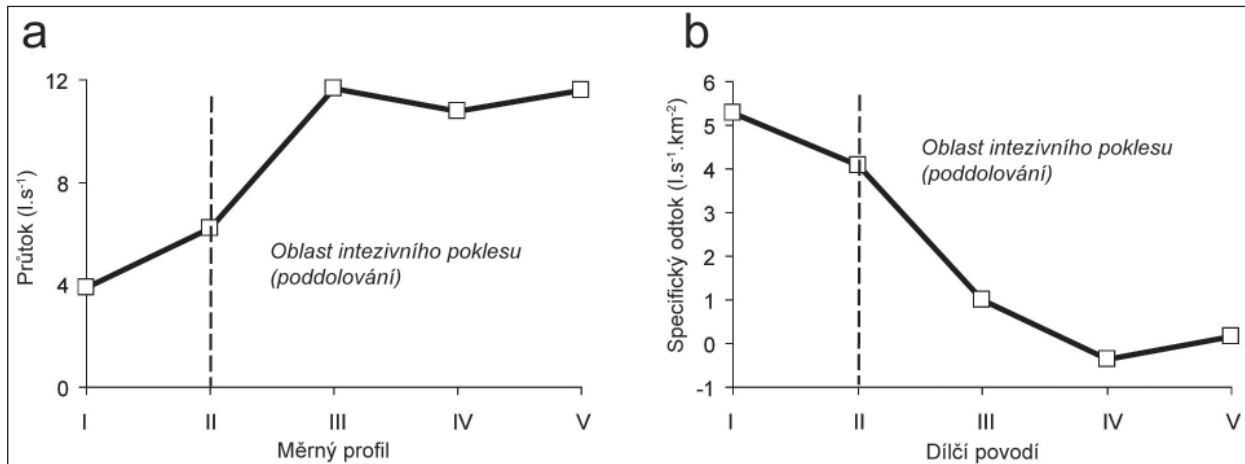 a
Průtok (l.s⁻¹)
12
8
4
0
Oblast intezivního poklesu
(poddolování)
I II III IV V
Měrný profil
b
Specifický odtok (l.s⁻¹.km⁻²)
6
5
4
3
2
1
0
-1
Oblast intezivního poklesu
(poddolování)
I II III IV V
Dílčí povodí